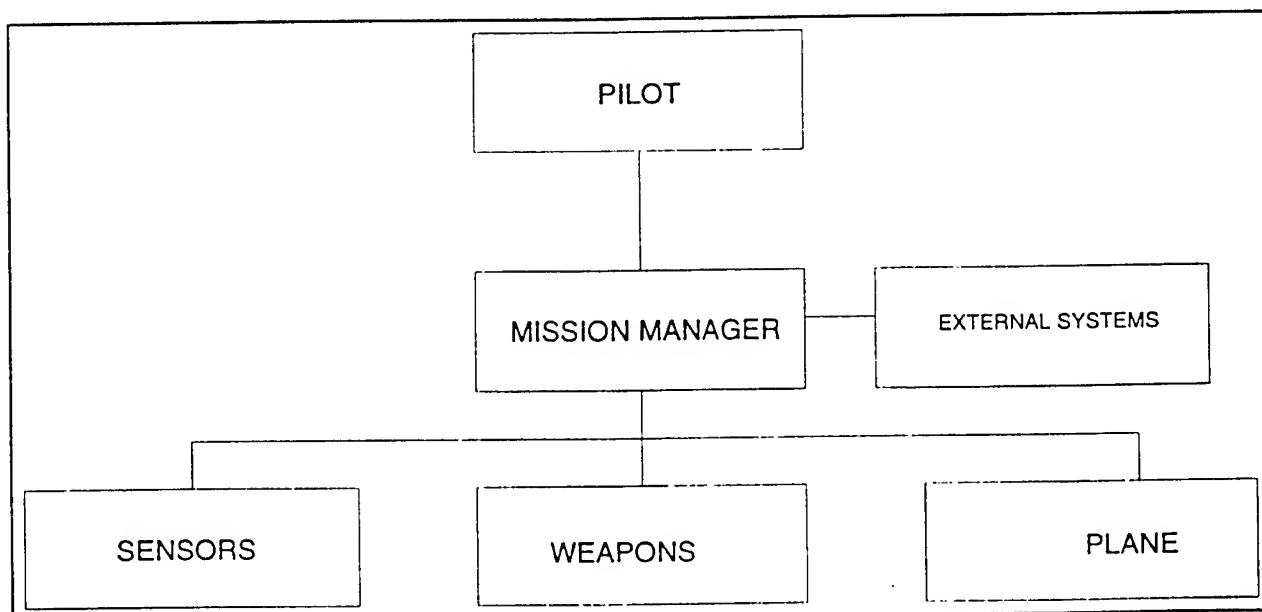 PILOT
MISSION MANAGER
EXTERNAL SYSTEMS
SENSORS
WEAPONS
PLANE